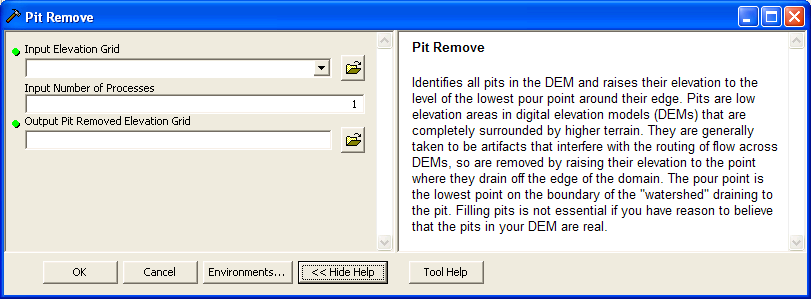 Pit Remove
Input Elevation Grid
Input Number of Processes
1
Output Pit Removed Elevation Grid
Pit Remove
Identifies all pits in the DEM and raises their elevation to the
level of the lowest pour point around their edge. Pits are low
elevation areas in digital elevation models (DEMs) that are
completely surrounded by higher terrain. They are generally
taken to be artifacts that interfere with the routing of flow across
DEMs, so are removed by raising their elevation to the point
where they drain off the edge of the domain. The pour point is
the lowest point on the boundary of the "watershed" draining to
the pit. Filling pits is not essential if you have reason to believe
that the pits in your DEM are real.
OK
Cancel
Environments...
<< Hide Help
Tool Help